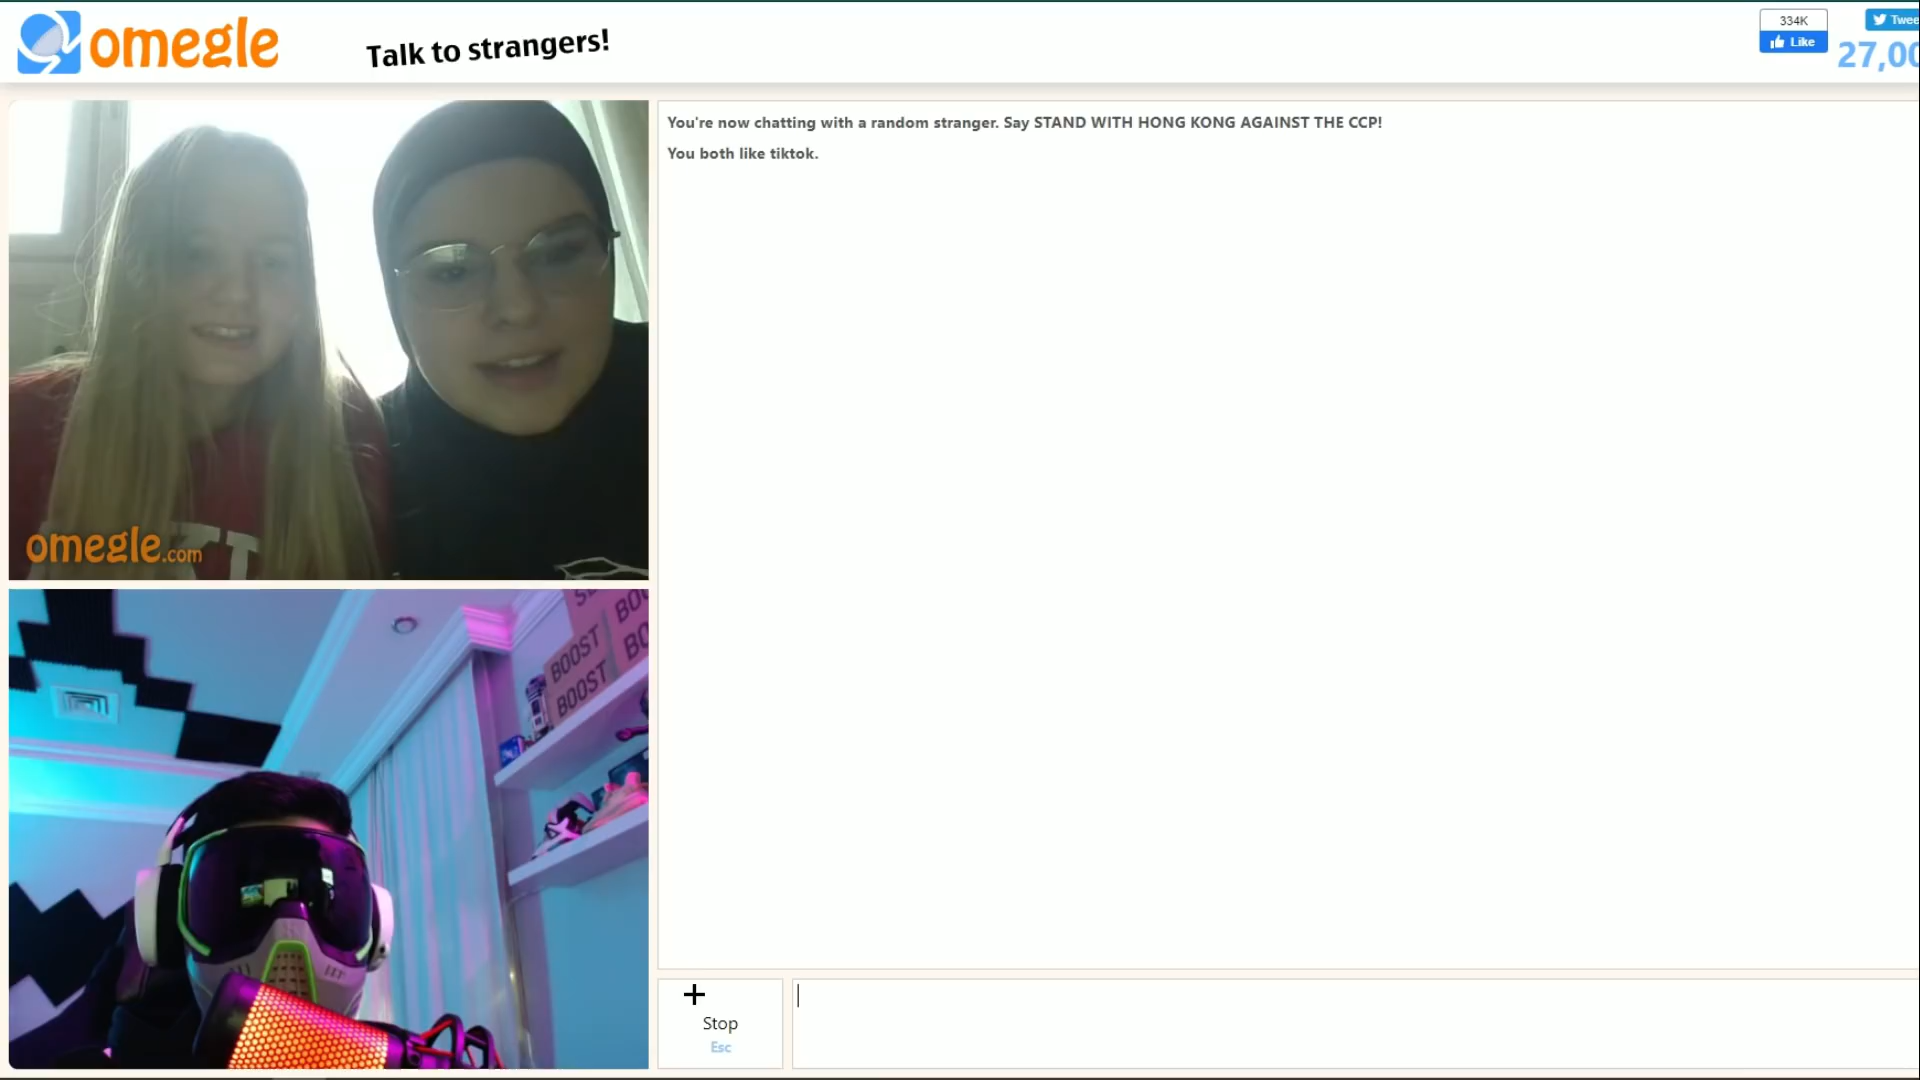 omegle
Talk to strangers!
334K
Like
Twee
27,00
You're now chatting with a random stranger. Say STAND WITH HONG KONG AGAINST THE CCP!
You both like tiktok.
omegle.com
BOOST
BOOST
Stop
Esc